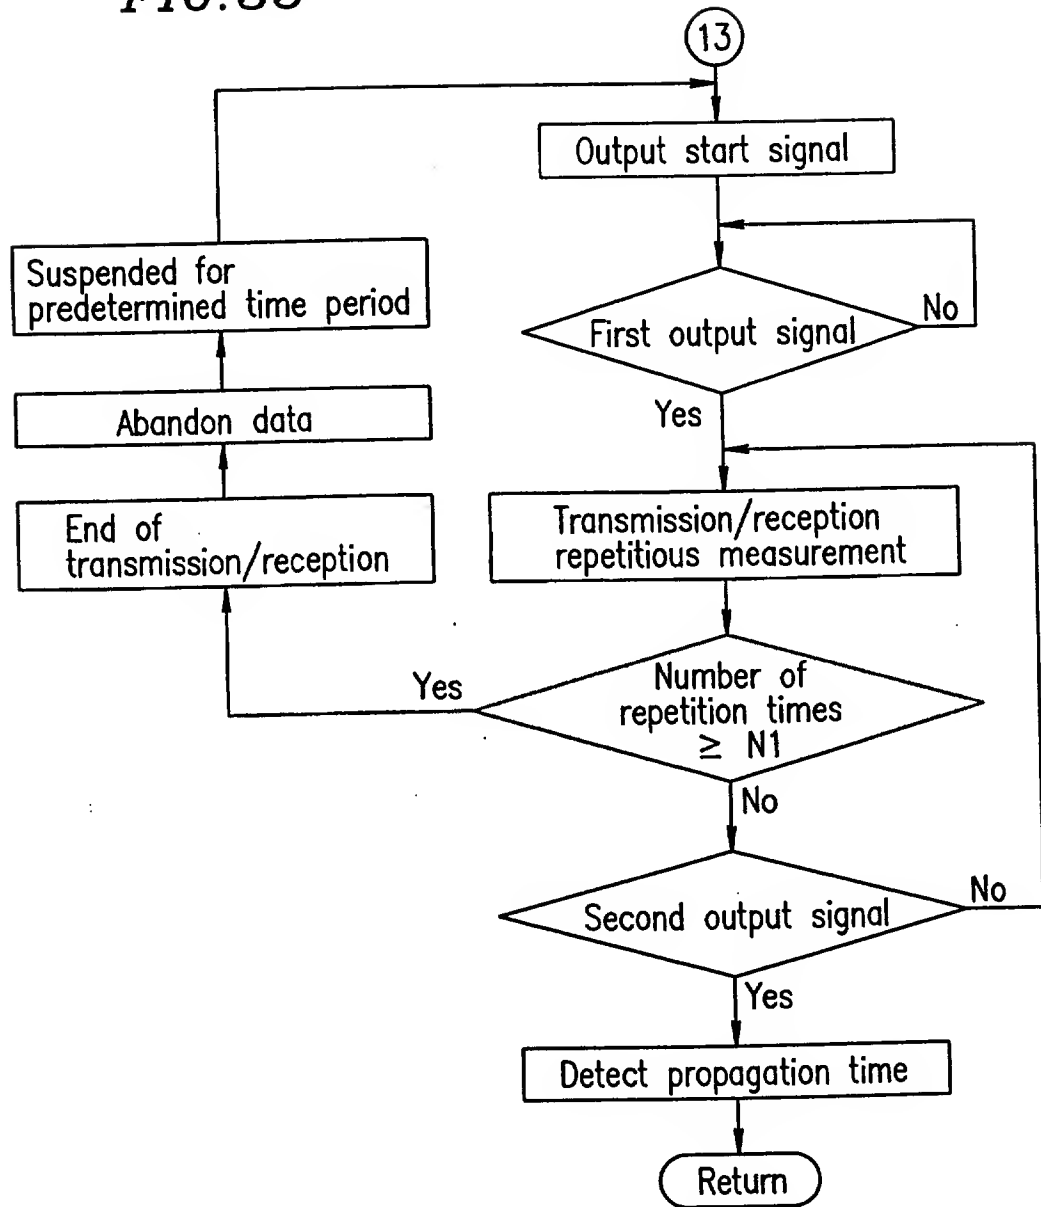 13
Output start signal
Suspended for
predetermined time period
First output signal
No
Abandon data
Yes
End of
transmission/reception
Transmission/reception
repetitious measurement
Yes
Number of
repetition times
≥ N1
No
Second output signal
No
Yes
Detect propagation time
Return